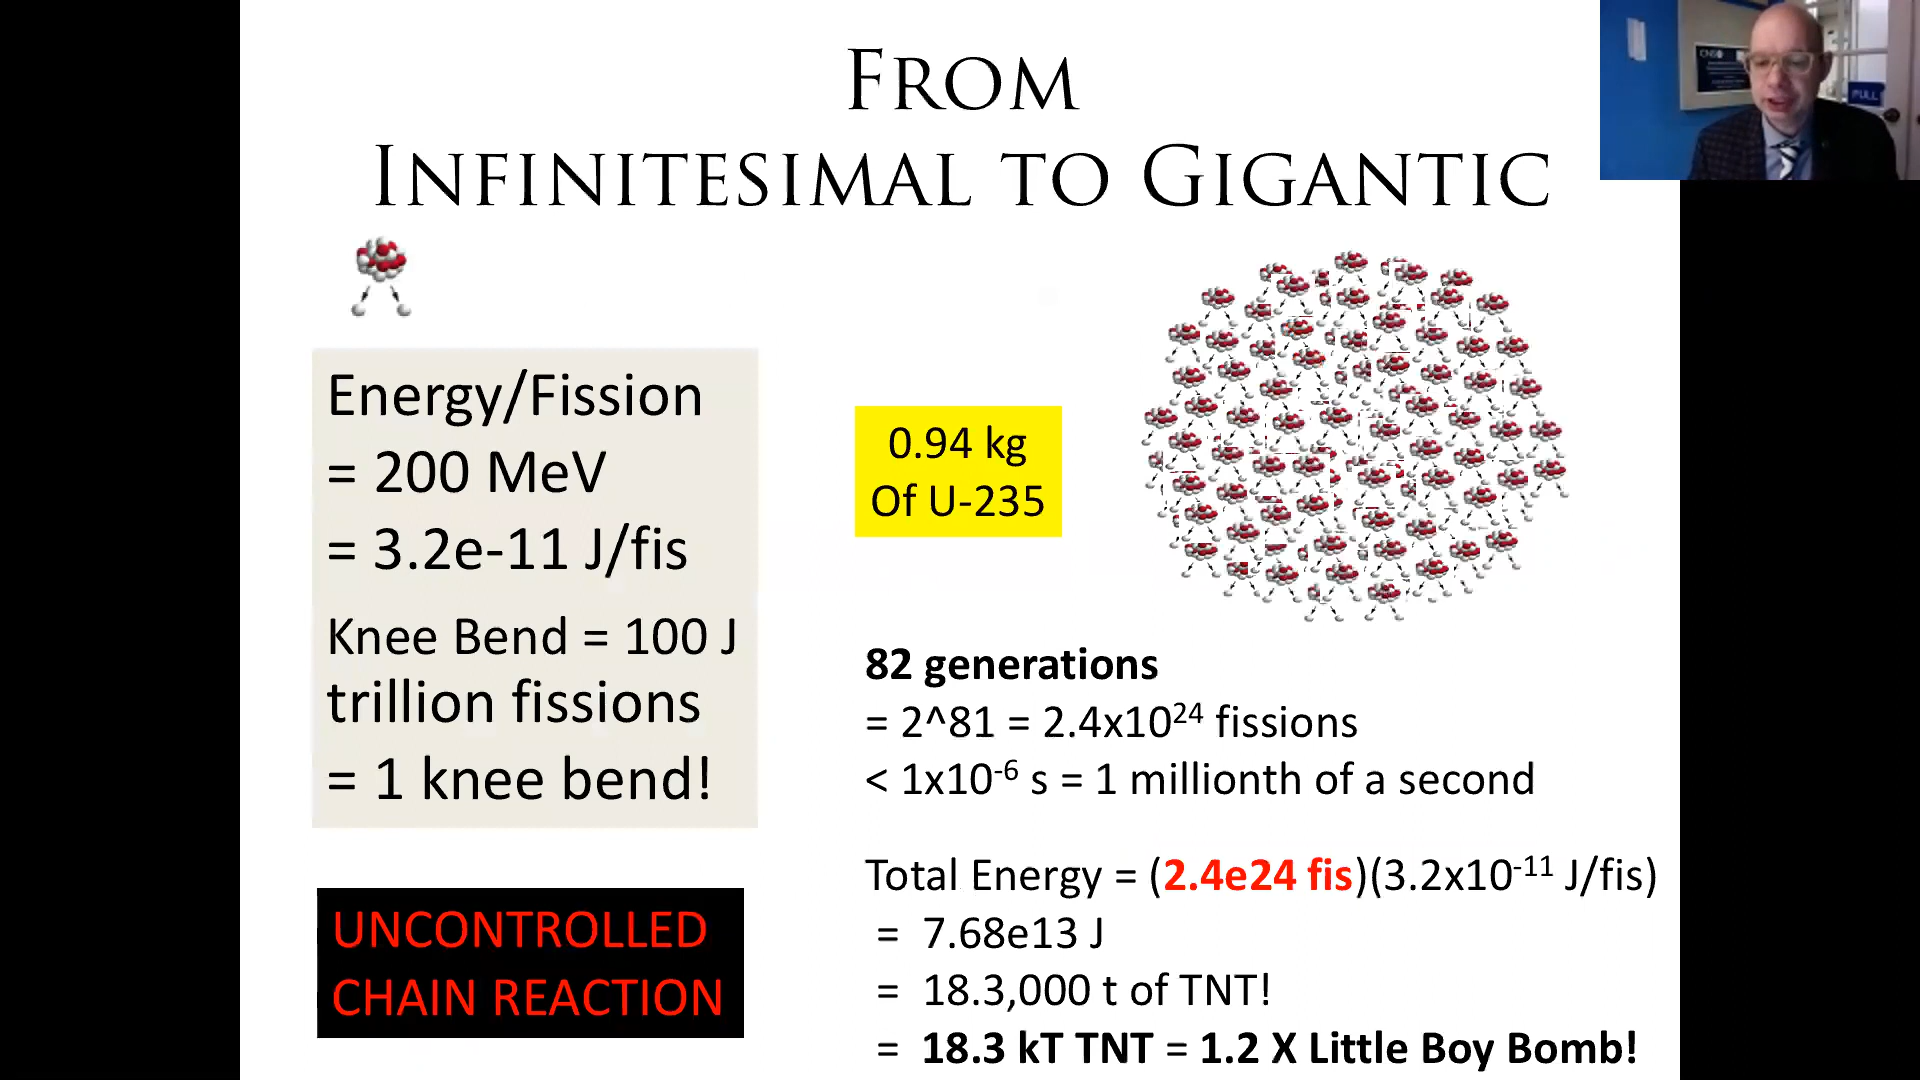 FROM
INFINITESIMAL TO GIGANTIC
Energy/Fission
= 200 MeV
= 3.2e-11 J/fis
Knee Bend = 100 J
trillion fissions
= 1 knee bend!
UNCONTROLLED
CHAIN REACTION
0.94 kg
Of U-235
82 generations
= 2^81 = 2.4x10²⁴ fissions
< 1x10⁻⁶ s = 1 millionth of a second
Total Energy = (2.4e24 fis)(3.2x10⁻¹¹ J/fis)
= 7.68e13 J
= 18.3,000 t of TNT!
= 18.3 kT TNT = 1.2 X Little Boy Bomb!
CNS
PULL